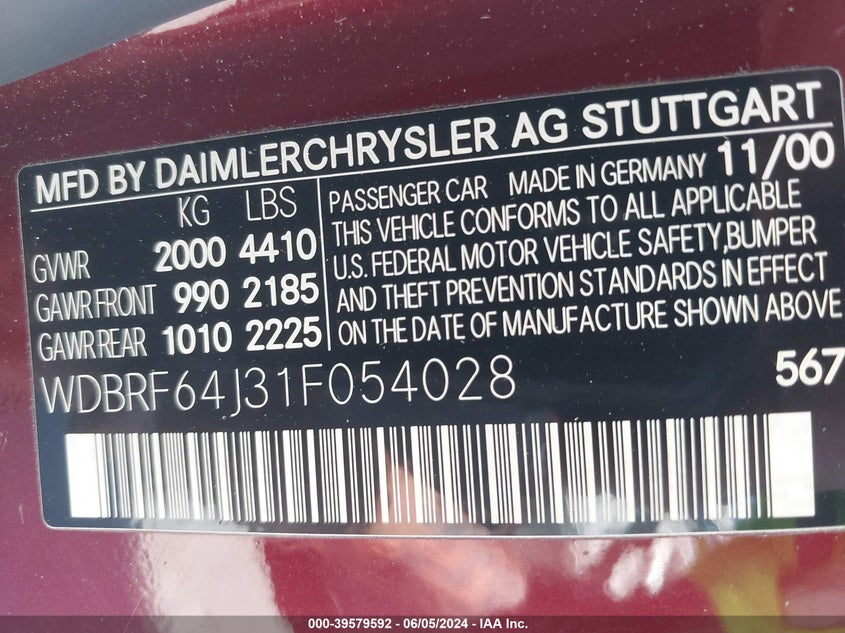 MFD BY DAIMLERCHRYSLER AG STUTTGART
KG LBS
GVWR 2000 4410
GAWR FRONT 990 2185
GAWR REAR 1010 2225
PASSENGER CAR MADE IN GERMANY 11/00
THIS VEHICLE CONFORMS TO ALL APPLICABLE
U.S. FEDERAL MOTOR VEHICLE SAFETY,BUMPER
AND THEFT PREVENTION STANDARDS IN EFFECT
ON THE DATE OF MANUFACTURE SHOWN ABOVE
WDBRF64J31F054028 567
000-39579592 - 06/05/2024 - IAA Inc.